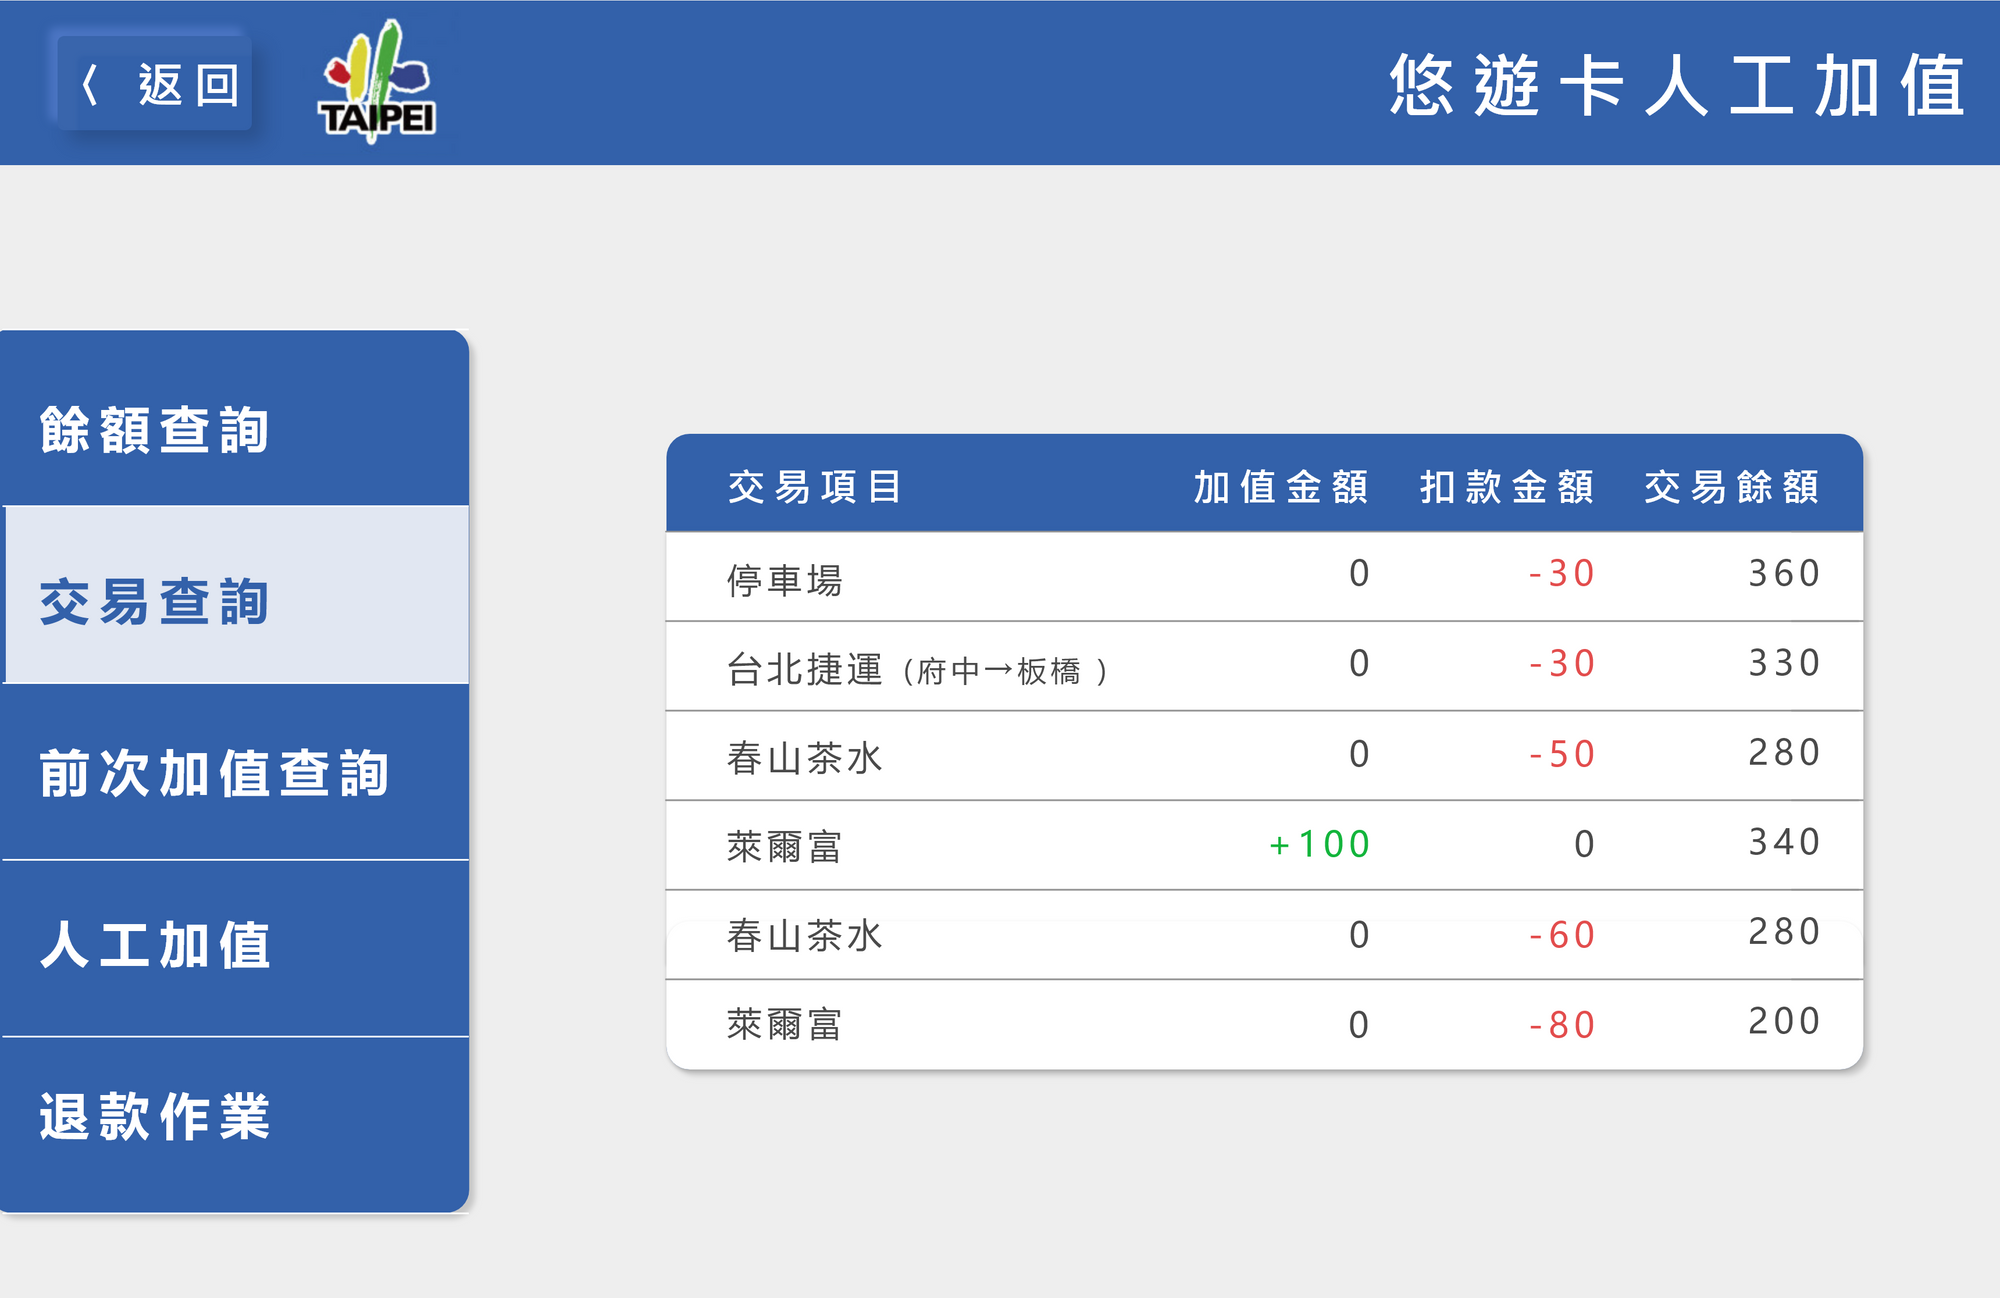 〈 返回
TAIPEI
悠遊卡人工加值
餘額查詢
交易查詢
前次加值查詢
人工加值
退款作業
交易項目 加值金額 扣款金額 交易餘額
停車場 0 -30 360
台北捷運 (府中→板橋 ) 0 -30 330
春山茶水 0 -50 280
萊爾富 +100 0 340
春山茶水 0 -60 280
萊爾富 0 -80 200